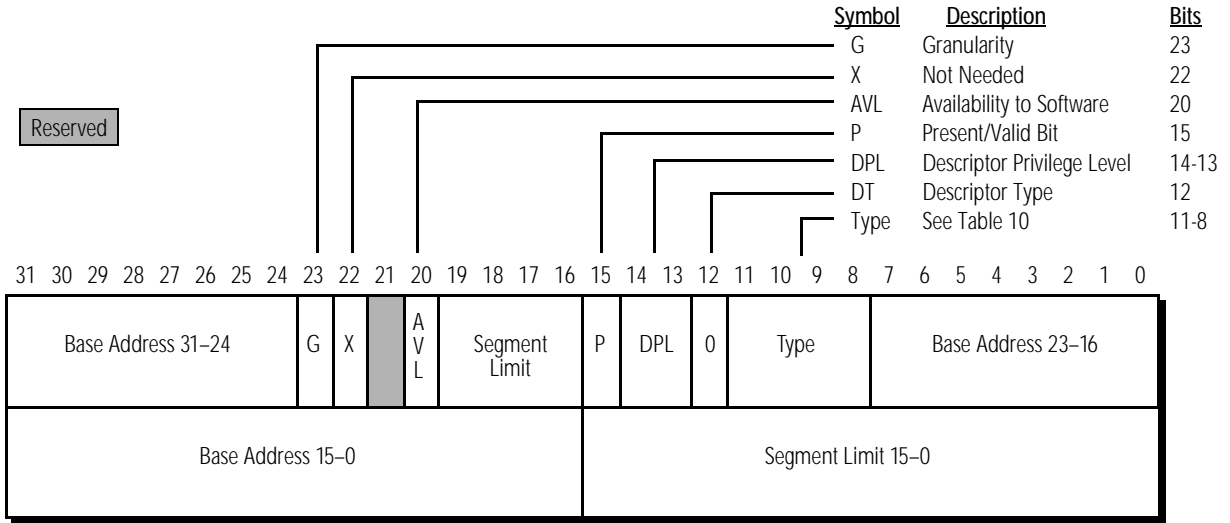 Symbol Description Bits
G Granularity 23
X Not Needed 22
AVL Availability to Software 20
P Present/Valid Bit 15
DPL Descriptor Privilege Level 14-13
DT Descriptor Type 12
Type See Table 10 11-8
Reserved
31 30 29 28 27 26 25 24 23 22 21 20 19 18 17 16 15 14 13 12 11 10 9 8 7 6 5 4 3 2 1 0
Base Address 31–24
G
X
A
V
L
Segment
Limit
P
DPL
0
Type
Base Address 23–16
Base Address 15–0
Segment Limit 15–0